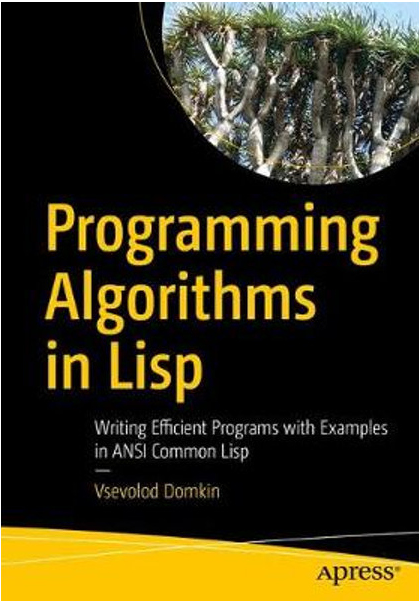 Programming
Algorithms
in Lisp
Writing Efficient Programs with Examples
in ANSI Common Lisp
—
Vsevolod Domkin
Apress®